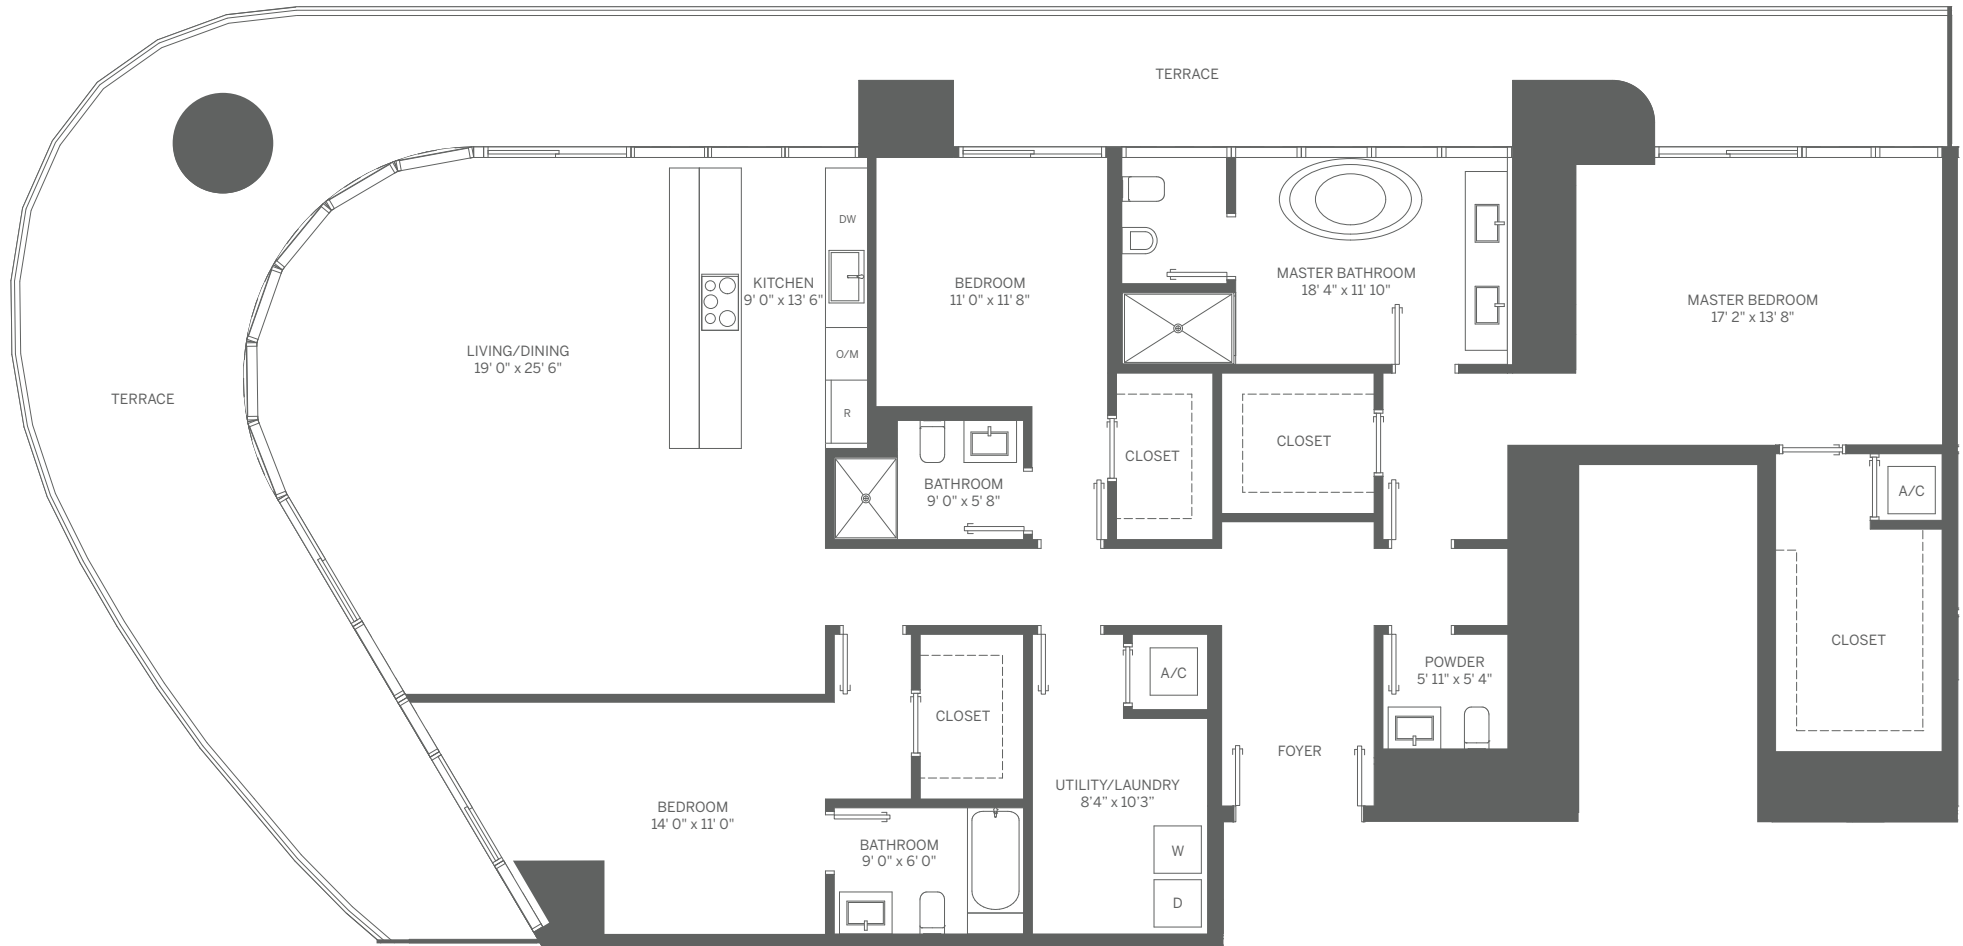 TERRACE
DW
KITCHEN
9' 0" x 13' 6"
BEDROOM
11' 0" x 11' 8"
MASTER BATHROOM
18' 4" x 11' 10"
MASTER BEDROOM
17' 2" x 13' 8"
LIVING/DINING
19' 0" x 25' 6"
O/M
TERRACE
R
CLOSET
CLOSET
BATHROOM
9' 0" x 5' 8"
A/C
CLOSET
POWDER
5' 11" x 5' 4"
A/C
CLOSET
FOYER
UTILITY/LAUNDRY
8'4" x 10'3"
BEDROOM
14' 0" x 11' 0"
BATHROOM
9' 0" x 6' 0"
W
D